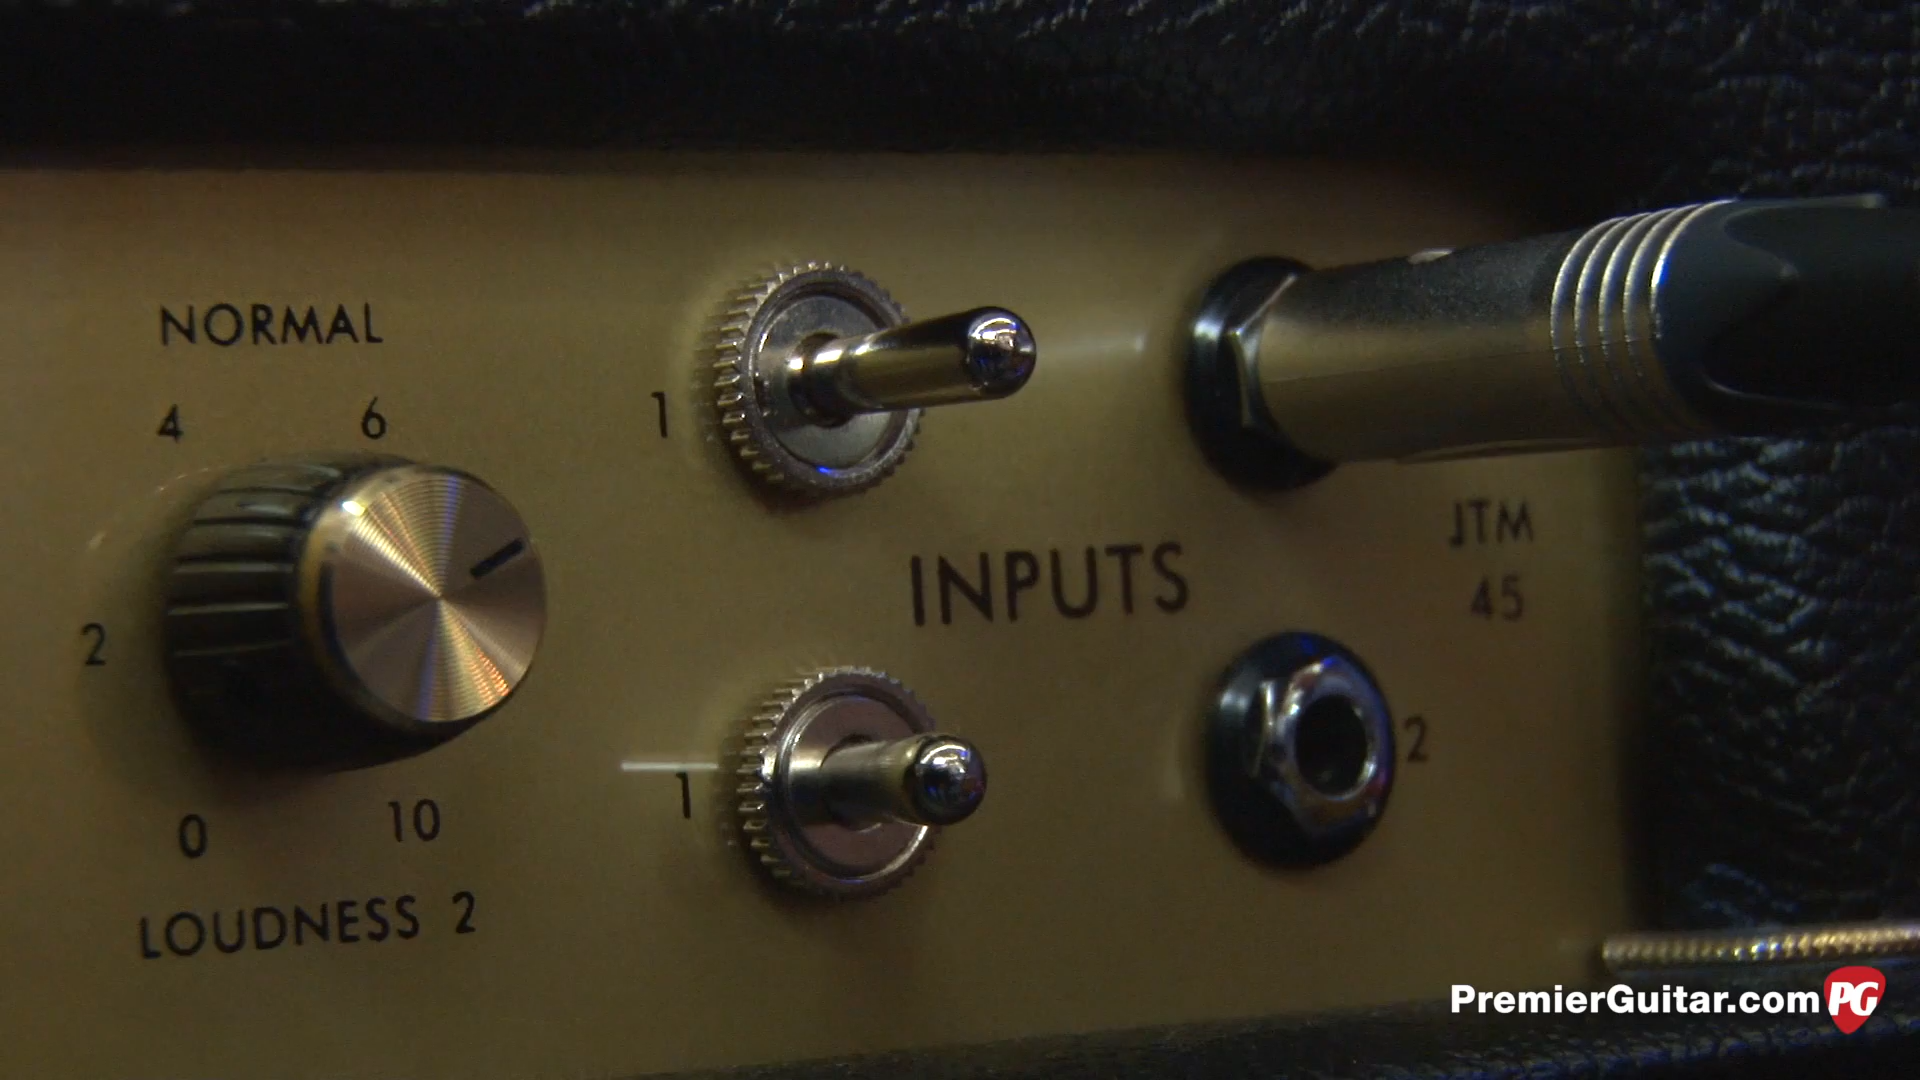 NORMAL
4 6
1
JTM
45
INPUTS
2
1
2
0 10
LOUDNESS 2
PremierGuitar.com PG